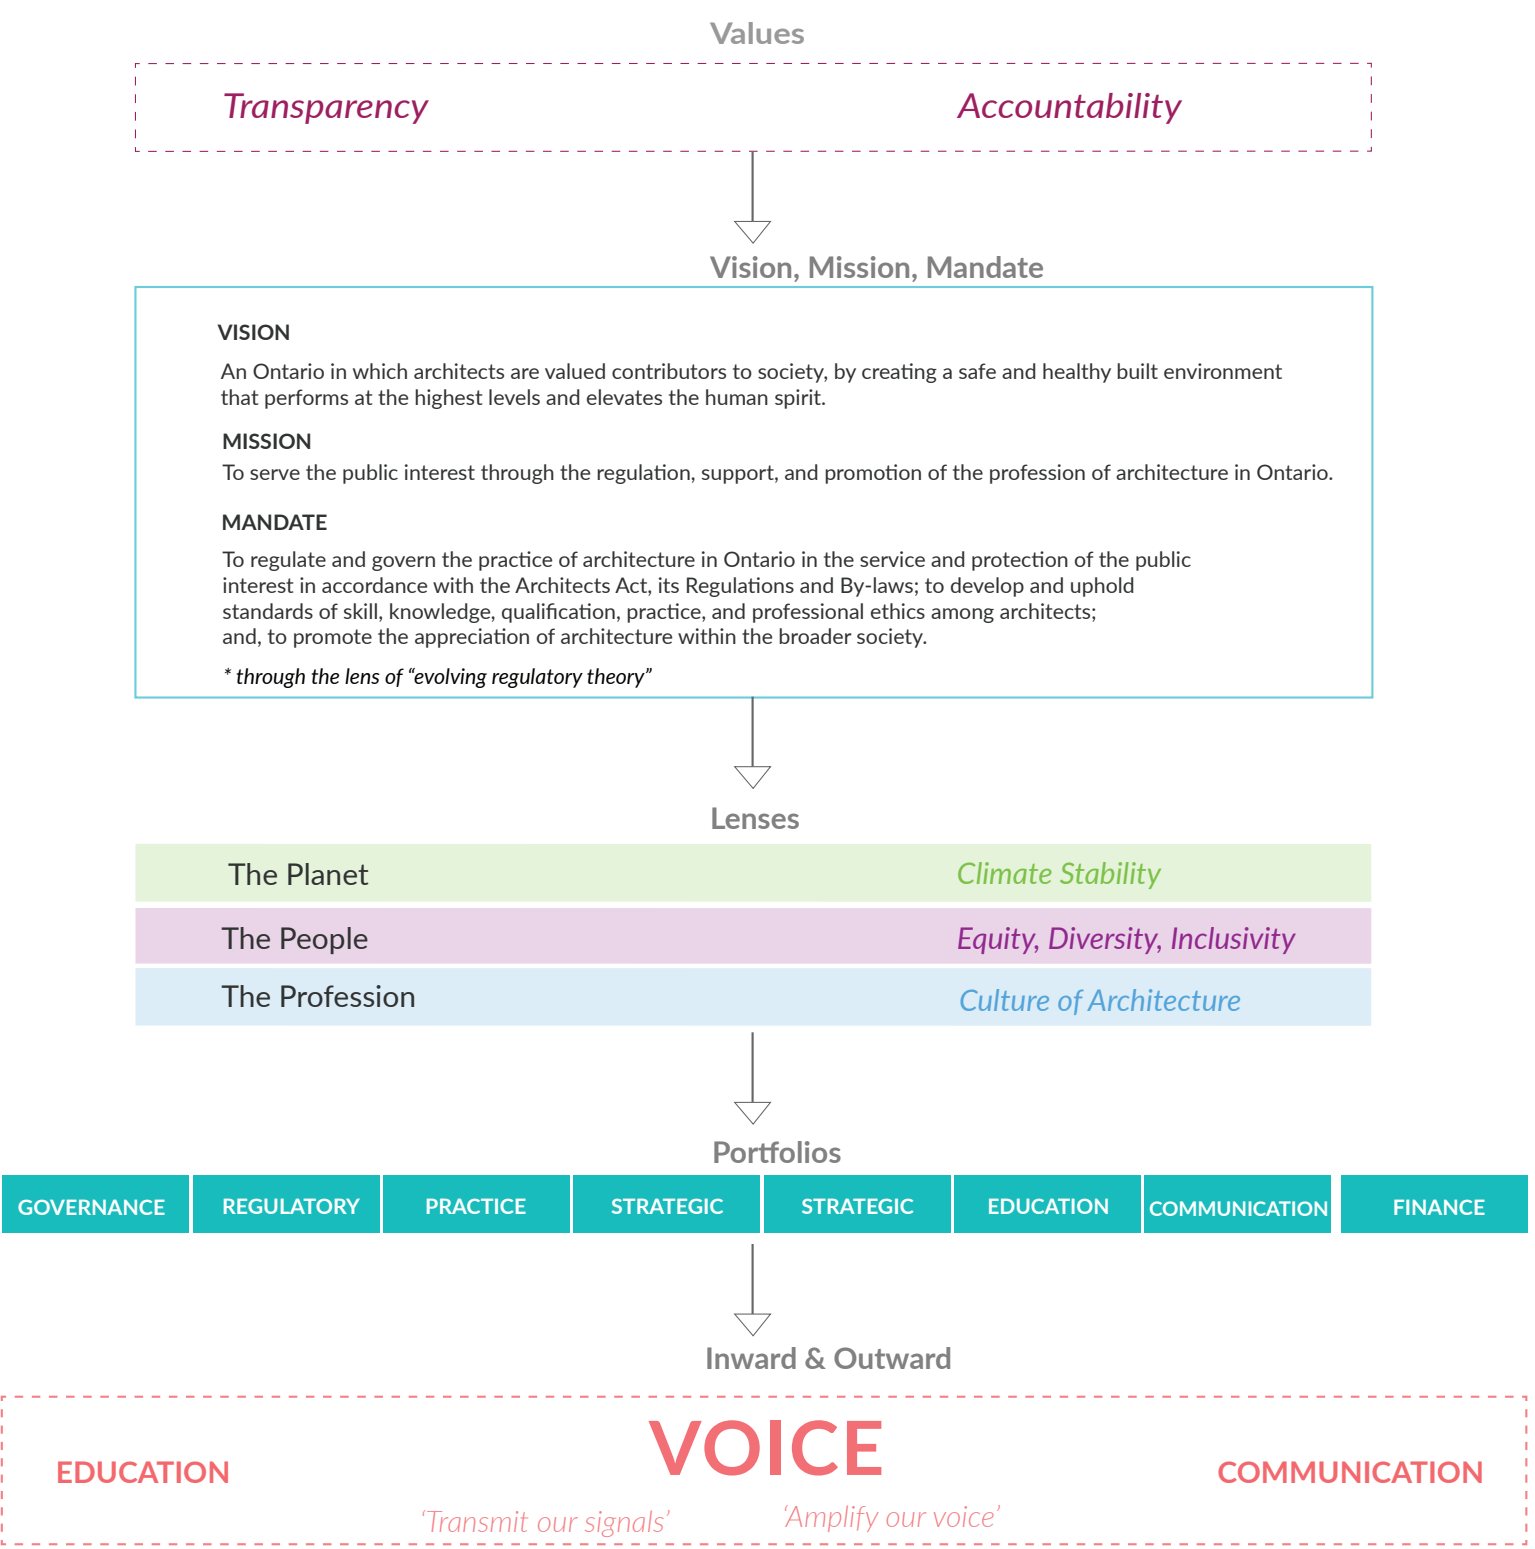 Values
Transparency Accountability
Vision, Mission, Mandate
VISION
An Ontario in which architects are valued contributors to society, by creating a safe and healthy built environment
that performs at the highest levels and elevates the human spirit.
MISSION
To serve the public interest through the regulation, support, and promotion of the profession of architecture in Ontario.
MANDATE
To regulate and govern the practice of architecture in Ontario in the service and protection of the public
interest in accordance with the Architects Act, its Regulations and By-laws; to develop and uphold
standards of skill, knowledge, qualification, practice, and professional ethics among architects;
and, to promote the appreciation of architecture within the broader society.
* through the lens of “evolving regulatory theory”
Lenses
The Planet Climate Stability
The People Equity, Diversity, Inclusivity
The Profession Culture of Architecture
Portfolios
GOVERNANCE REGULATORY PRACTICE STRATEGIC STRATEGIC EDUCATION COMMUNICATION FINANCE
Inward & Outward
VOICE
EDUCATION COMMUNICATION
‘Transmit our signals’ ‘Amplify our voice’